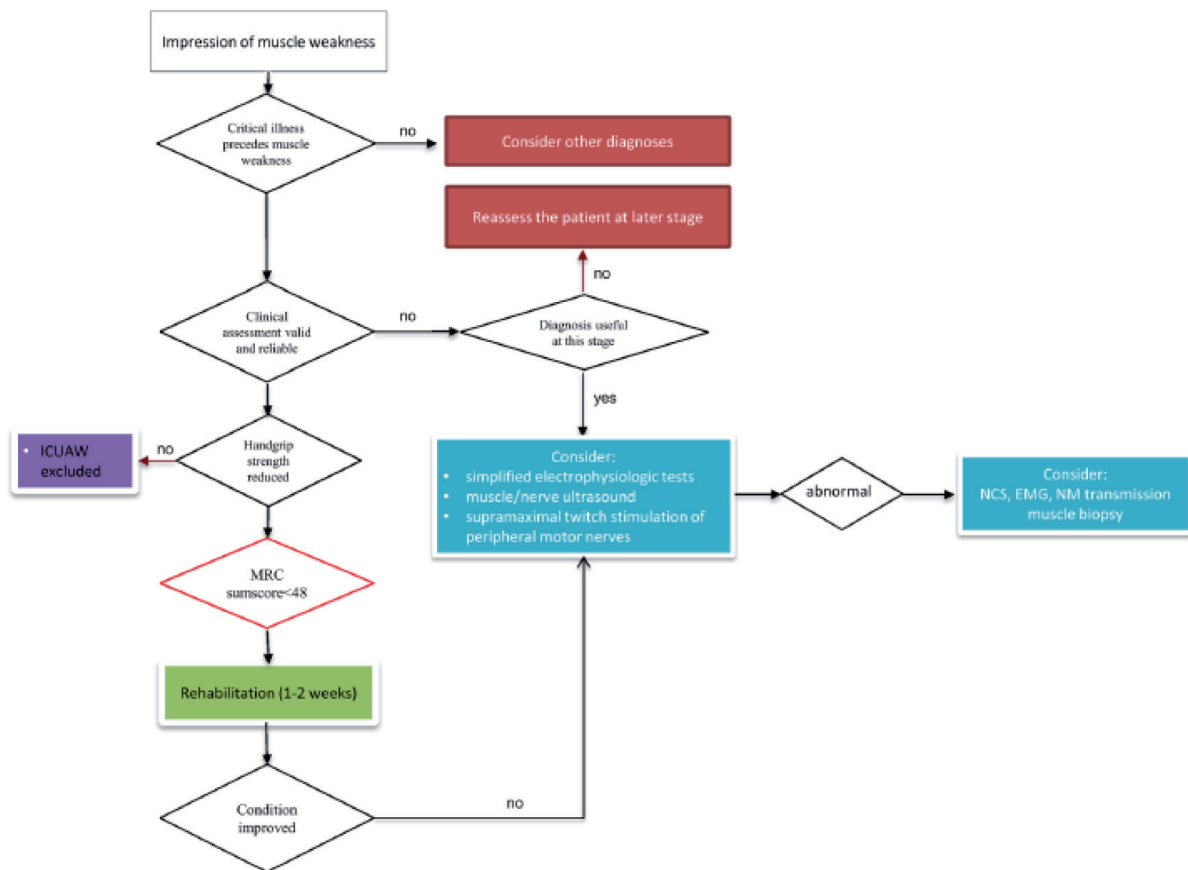 Impression of muscle weakness
Critical illness
precedes muscle
weakness
no
Consider other diagnoses
Reassess the patient at later stage
no
Clinical
assessment valid
and reliable
no
Diagnosis useful
at this stage
yes
Handgrip
strength
reduced
no
• ICUAW
excluded
Consider:
• simplified electrophysiologic tests
• muscle/nerve ultrasound
• supramaximal twitch stimulation of
peripheral motor nerves
abnormal
Consider:
NCS, EMG, NM transmission
muscle biopsy
MRC
sumscore<48
Rehabilitation (1-2 weeks)
Condition
improved
no